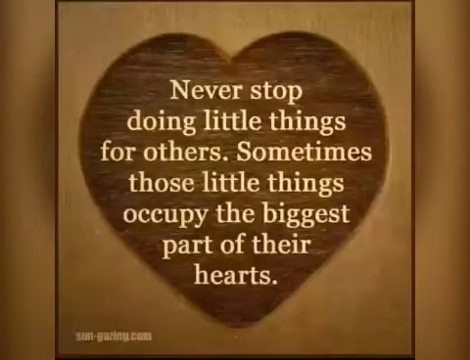 Never stop
doing little things
for others. Sometimes
those little things
occupy the biggest
part of their
hearts.
sun-gazing.com